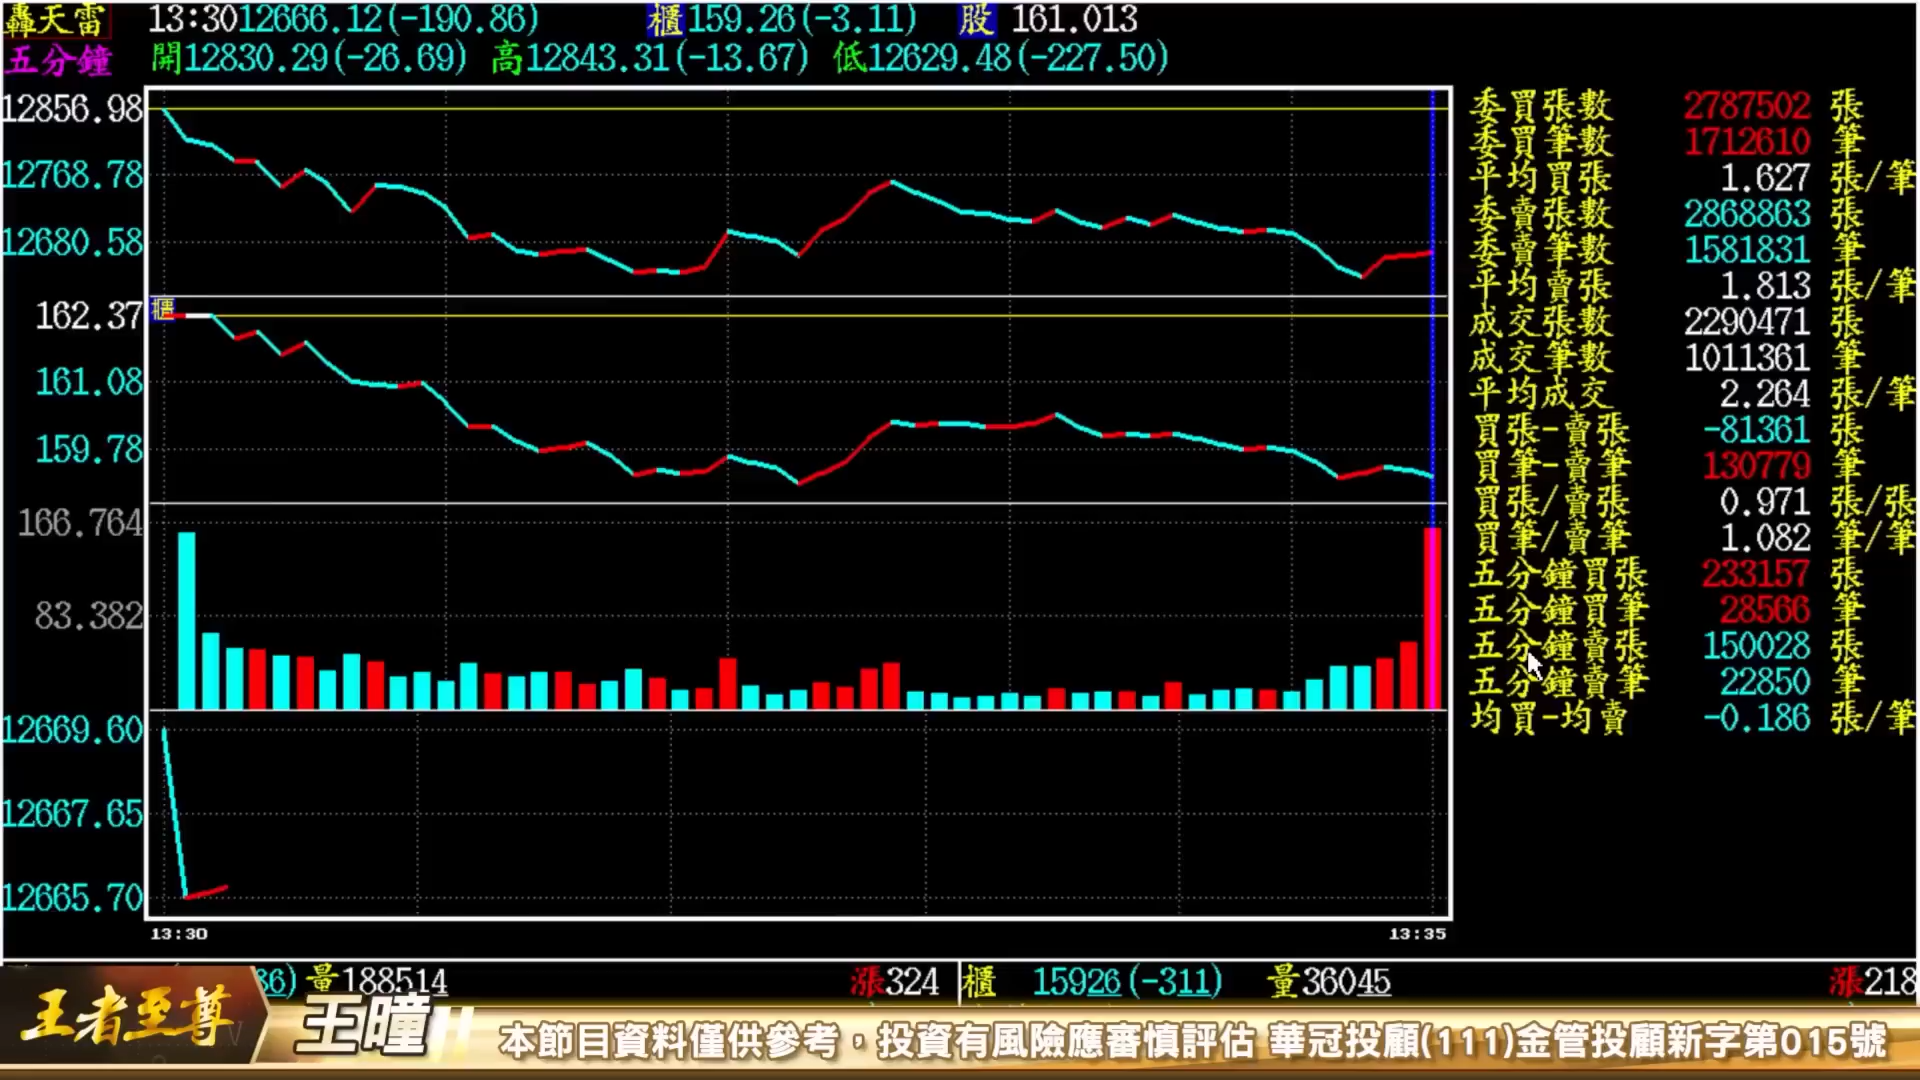 轟天雷 13:30 12666.12(-190.86) 櫃159.26(-3.11) 股 161.013
五分鐘 開12830.29(-26.69) 高12843.31(-13.67) 低12629.48(-227.50)
12856.98
12768.78
12680.58
162.37 櫃
161.08
159.78
166.764
83.382
12669.60
12667.65
12665.70
13:30 13:35
委買張數 2787502 張
委買筆數 1712610 筆
平均買張 1.627 張/筆
委賣張數 2868863 張
委賣筆數 1581831 筆
平均賣張 1.813 張/筆
成交張數 2290471 張
成交筆數 1011361 筆
平均成交 2.264 張/筆
買張-賣張 -81361 張
買筆-賣筆 130779 筆
買張/賣張 0.971 張/張
買筆/賣筆 1.082 筆/筆
五分鐘買張 233157 張
五分鐘買筆 28566 筆
五分鐘賣張 150028 張
五分鐘賣筆 22850 筆
均買-均賣 -0.186 張/筆
86) 量188514 漲324 櫃 15926(-311) 量36045 漲218
王者至尊 王曈 本節目資料僅供參考，投資有風險應審慎評估 華冠投顧(111)金管投顧新字第015號